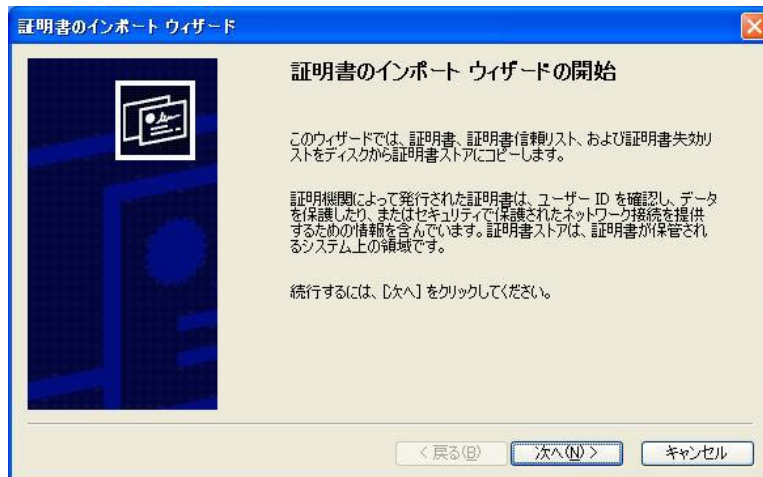 証明書のインポート ウィザード
証明書のインポート ウィザードの開始
このウィザードでは、証明書、証明書信頼リスト、および証明書失効リ
ストをディスクから証明書ストアにコピーします。
証明機関によって発行された証明書は、ユーザー ID を確認し、データ
を保護したり、またはセキュリティで保護されたネットワーク接続を提供
するための情報を含んでいます。証明書ストアは、証明書が保管され
るシステム上の領域です。
続行するには、[次へ] をクリックしてください。
< 戻る(B) 次へ(N) > キャンセル